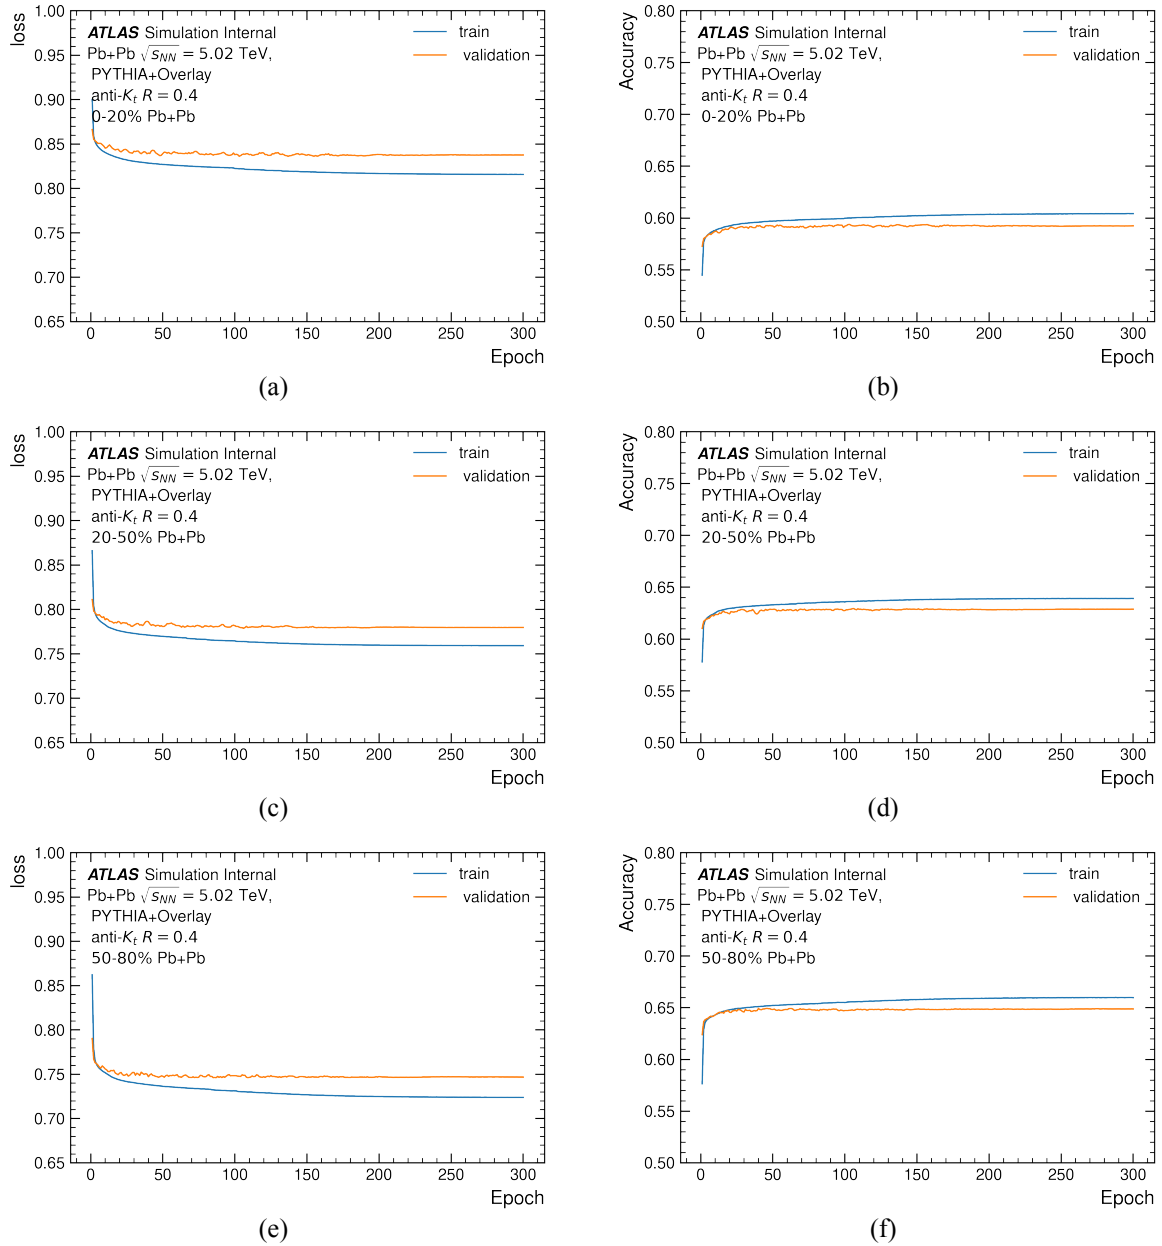 loss
1.00
0.95
0.90
0.85
0.80
0.75
0.70
0.65
ATLAS Simulation Internal
Pb+Pb √s_NN = 5.02 TeV,
PYTHIA+Overlay
anti-K_t R = 0.4
0-20% Pb+Pb
train
validation
0 50 100 150 200 250 300
Epoch
(a)
Accuracy
0.80
0.75
0.70
0.65
0.60
0.55
0.50
ATLAS Simulation Internal
Pb+Pb √s_NN = 5.02 TeV,
PYTHIA+Overlay
anti-K_t R = 0.4
0-20% Pb+Pb
train
validation
0 50 100 150 200 250 300
Epoch
(b)
loss
1.00
0.95
0.90
0.85
0.80
0.75
0.70
0.65
ATLAS Simulation Internal
Pb+Pb √s_NN = 5.02 TeV,
PYTHIA+Overlay
anti-K_t R = 0.4
20-50% Pb+Pb
train
validation
0 50 100 150 200 250 300
Epoch
(c)
Accuracy
0.80
0.75
0.70
0.65
0.60
0.55
0.50
ATLAS Simulation Internal
Pb+Pb √s_NN = 5.02 TeV,
PYTHIA+Overlay
anti-K_t R = 0.4
20-50% Pb+Pb
train
validation
0 50 100 150 200 250 300
Epoch
(d)
loss
1.00
0.95
0.90
0.85
0.80
0.75
0.70
0.65
ATLAS Simulation Internal
Pb+Pb √s_NN = 5.02 TeV,
PYTHIA+Overlay
anti-K_t R = 0.4
50-80% Pb+Pb
train
validation
0 50 100 150 200 250 300
Epoch
(e)
Accuracy
0.80
0.75
0.70
0.65
0.60
0.55
0.50
ATLAS Simulation Internal
Pb+Pb √s_NN = 5.02 TeV,
PYTHIA+Overlay
anti-K_t R = 0.4
50-80% Pb+Pb
train
validation
0 50 100 150 200 250 300
Epoch
(f)